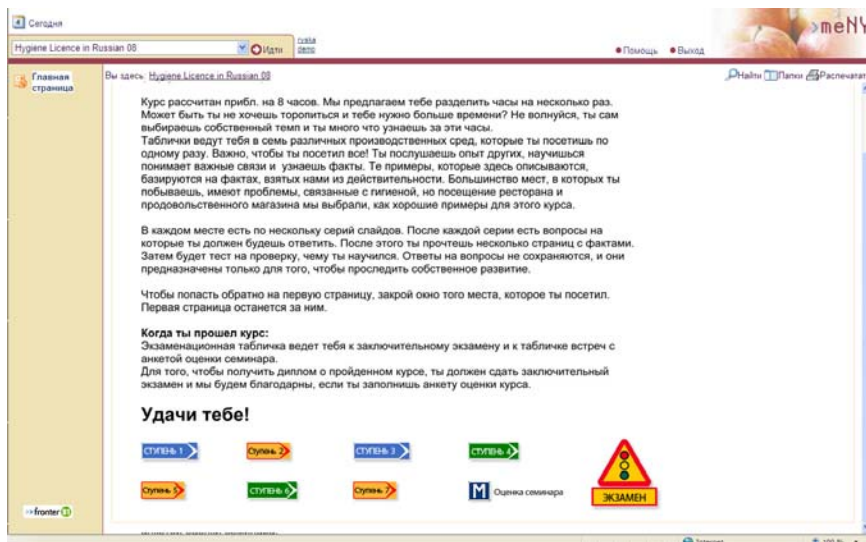 Сегодня
Hygiene Licence in Russian 08
Идти
ryska
demo
Помощь
Выход
meNY
Главная
страница
Вы здесь: Hygiene Licence in Russian 08
Найти Папки Распечатат
Курс рассчитан прибл. на 8 часов. Мы предлагаем тебе разделить часы на несколько раз.
Может быть ты не хочешь торопиться и тебе нужно больше времени? Не волнуйся, ты сам
выбираешь собственный темп и ты много что узнаешь за эти часы.
Таблички ведут тебя в семь различных производственных сред, которые ты посетишь по
одному разу. Важно, чтобы ты посетил все! Ты послушаешь опыт других, научишься
понимает важные связи и узнаешь факты. Те примеры, которые здесь описываются,
базируются на фактах, взятых нами из действительности. Большинство мест, в которых ты
побываешь, имеют проблемы, связанные с гигиеной, но посещение ресторана и
продовольственного магазина мы выбрали, как хорошие примеры для этого курса.
В каждом месте есть по нескольку серий слайдов. После каждой серии есть вопросы на
которые ты должен будешь ответить. После этого ты прочтешь несколько страниц с фактами.
Затем будет тест на проверку, чему ты научился. Ответы на вопросы не сохраняются, и они
предназначены только для того, чтобы проследить собственное развитие.
Чтобы попасть обратно на первую страницу, закрой окно того места, которое ты посетил.
Первая страница останется за ним.
Когда ты прошел курс:
Экзаменационная табличка ведет тебя к заключительному экзамену и к табличке встреч с
анкетой оценки семинара.
Для того, чтобы получить диплом о пройденном курсе, ты должен сдать заключительный
экзамен и мы будем благодарны, если ты заполнишь анкету оценки курса.
Удачи тебе!
СТУПЕНЬ 1
Ступень 2
СТУПЕНЬ 3
СТУПЕНЬ 4
Ступень 5
СТУПЕНЬ 6
Ступень 7
М Оценка семинара
ЭКЗАМЕН
fronter